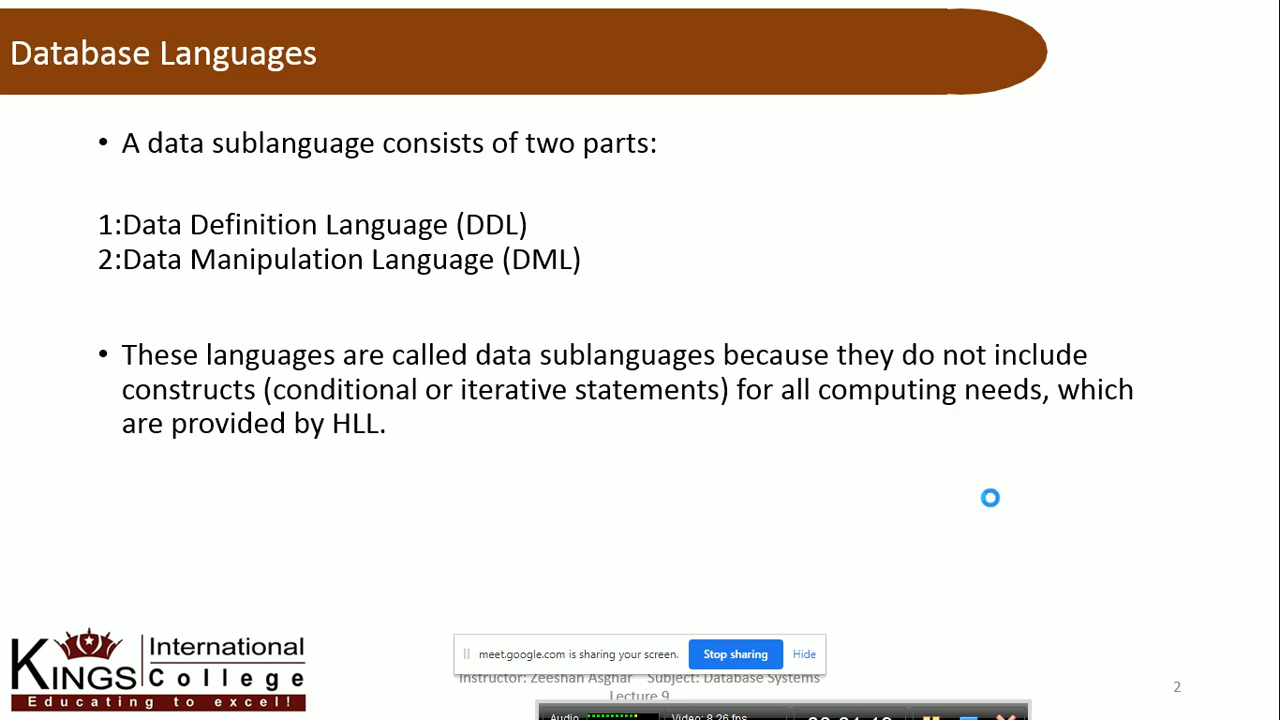 Database Languages
• A data sublanguage consists of two parts:
1:Data Definition Language (DDL)
2:Data Manipulation Language (DML)
• These languages are called data sublanguages because they do not include
constructs (conditional or iterative statements) for all computing needs, which
are provided by HLL.
KINGS International
College
Educating to excel!
meet.google.com is sharing your screen. Stop sharing Hide
Instructor: Zeeshan Asghar Subject: Database Systems
Lecture 9
2
Audio Video: 8.26 fps